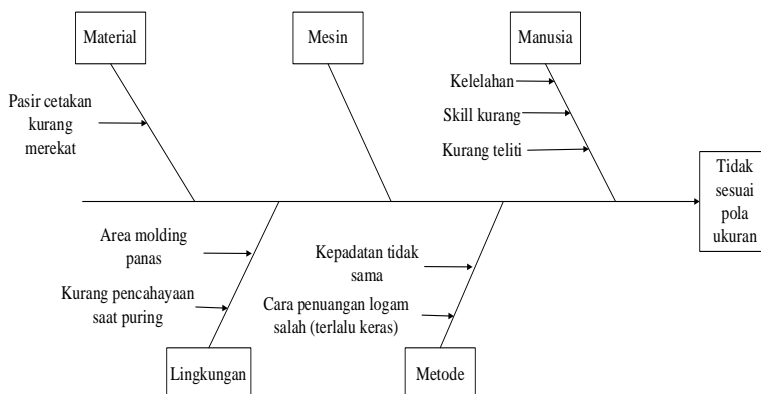 Material
Mesin
Manusia
Pasir cetakan
kurang
merekat
Kelelahan
Skill kurang
Kurang teliti
Tidak
sesuai
pola
ukuran
Area molding
panas
Kurang pencahayaan
saat puring
Kepadatan tidak
sama
Cara penuangan logam
salah (terlalu keras)
Lingkungan
Metode